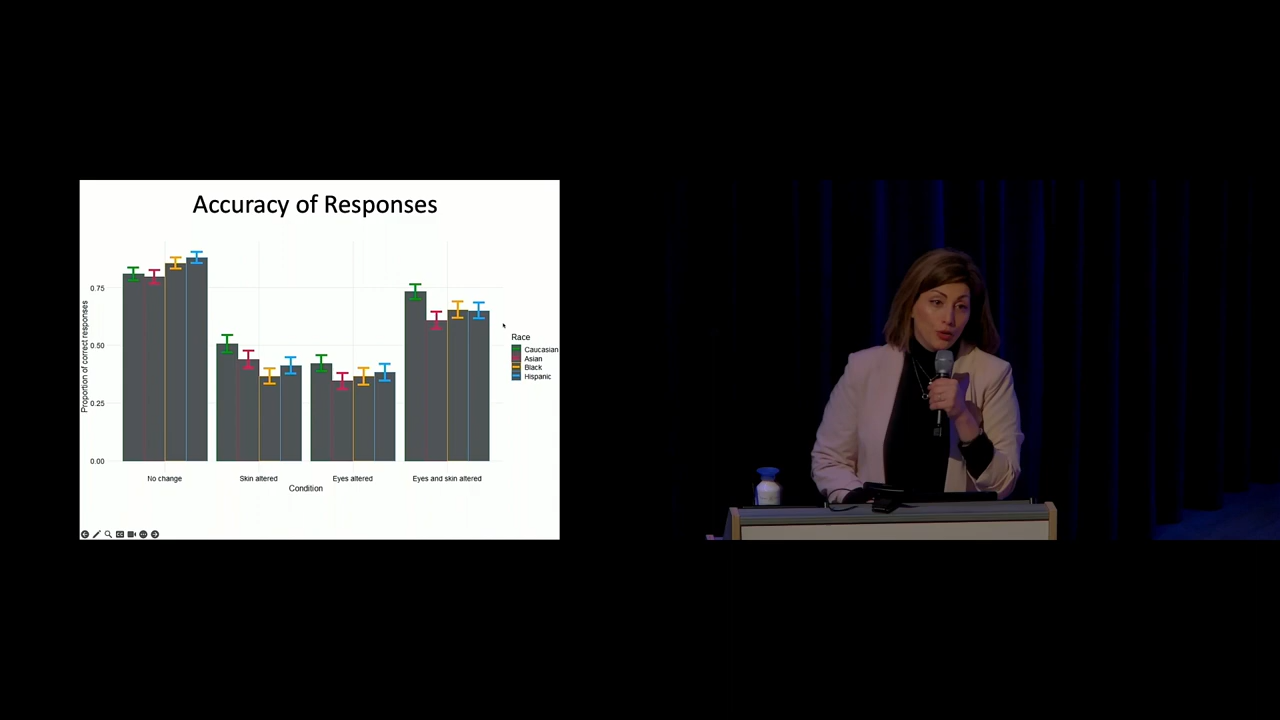 Accuracy of Responses
Proportion of correct responses
0.75
0.50
0.25
0.00
No change
Skin altered
Eyes altered
Eyes and skin altered
Condition
Race
Caucasian
Asian
Black
Hispanic